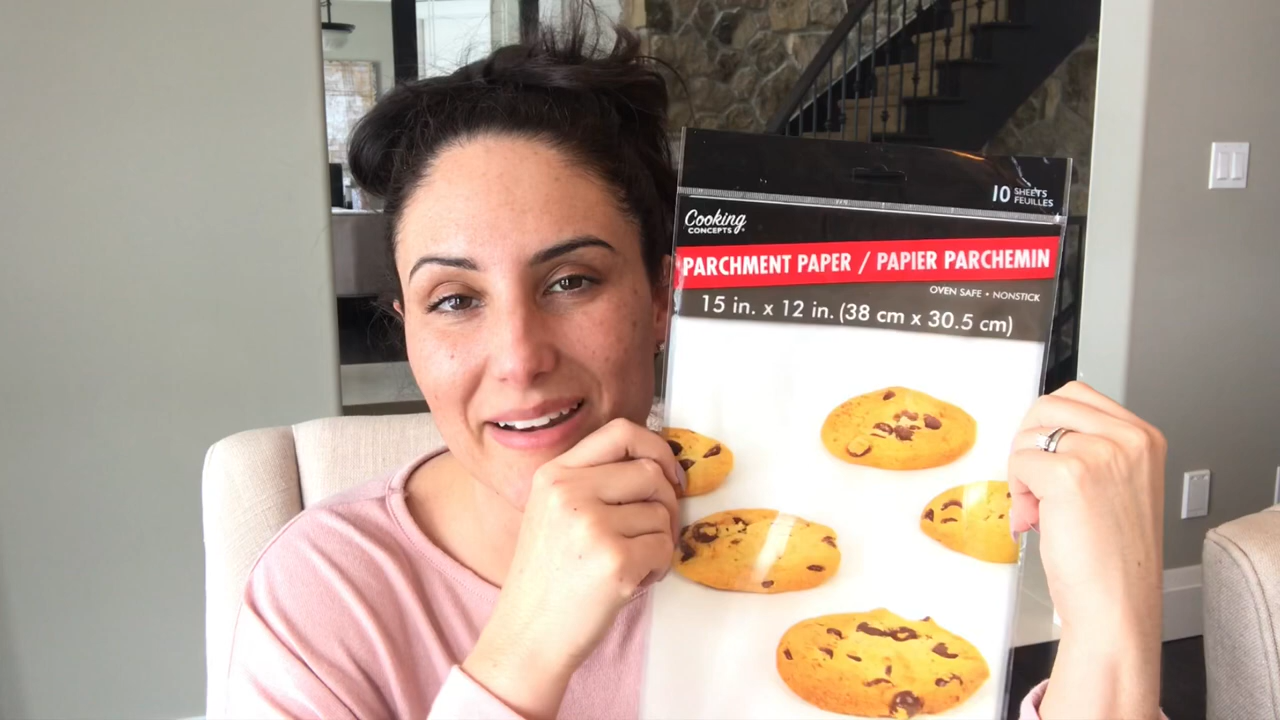 10 SHEETS
FEUILLES
Cooking
CONCEPTS
PARCHMENT PAPER / PAPIER PARCHEMIN
OVEN SAFE • NONSTICK
15 in. x 12 in. (38 cm x 30.5 cm)